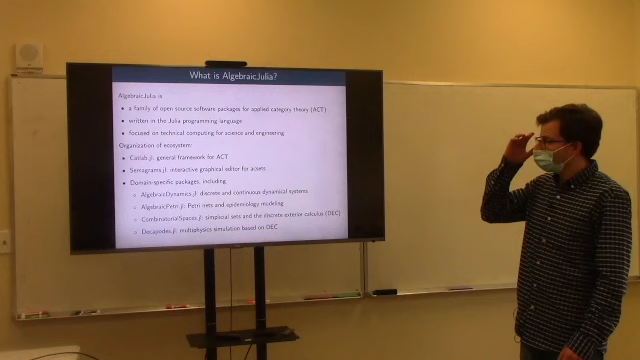 What is AlgebraicJulia?
AlgebraicJulia is
• a family of open source software packages for applied category theory (ACT)
• written in the Julia programming language
• focused on technical computing for science and engineering
Organization of ecosystem:
• Catlab.jl: general framework for ACT
• Semagrams.jl: interactive graphical editor for acsets
• Domain-specific packages, including
○ AlgebraicDynamics.jl: discrete and continuous dynamical systems
○ AlgebraicPetri.jl: Petri nets and epidemiology modeling
○ CombinatorialSpaces.jl: simplicial sets and the discrete exterior calculus (DEC)
○ Decapodes.jl: multiphysics simulation based on DEC